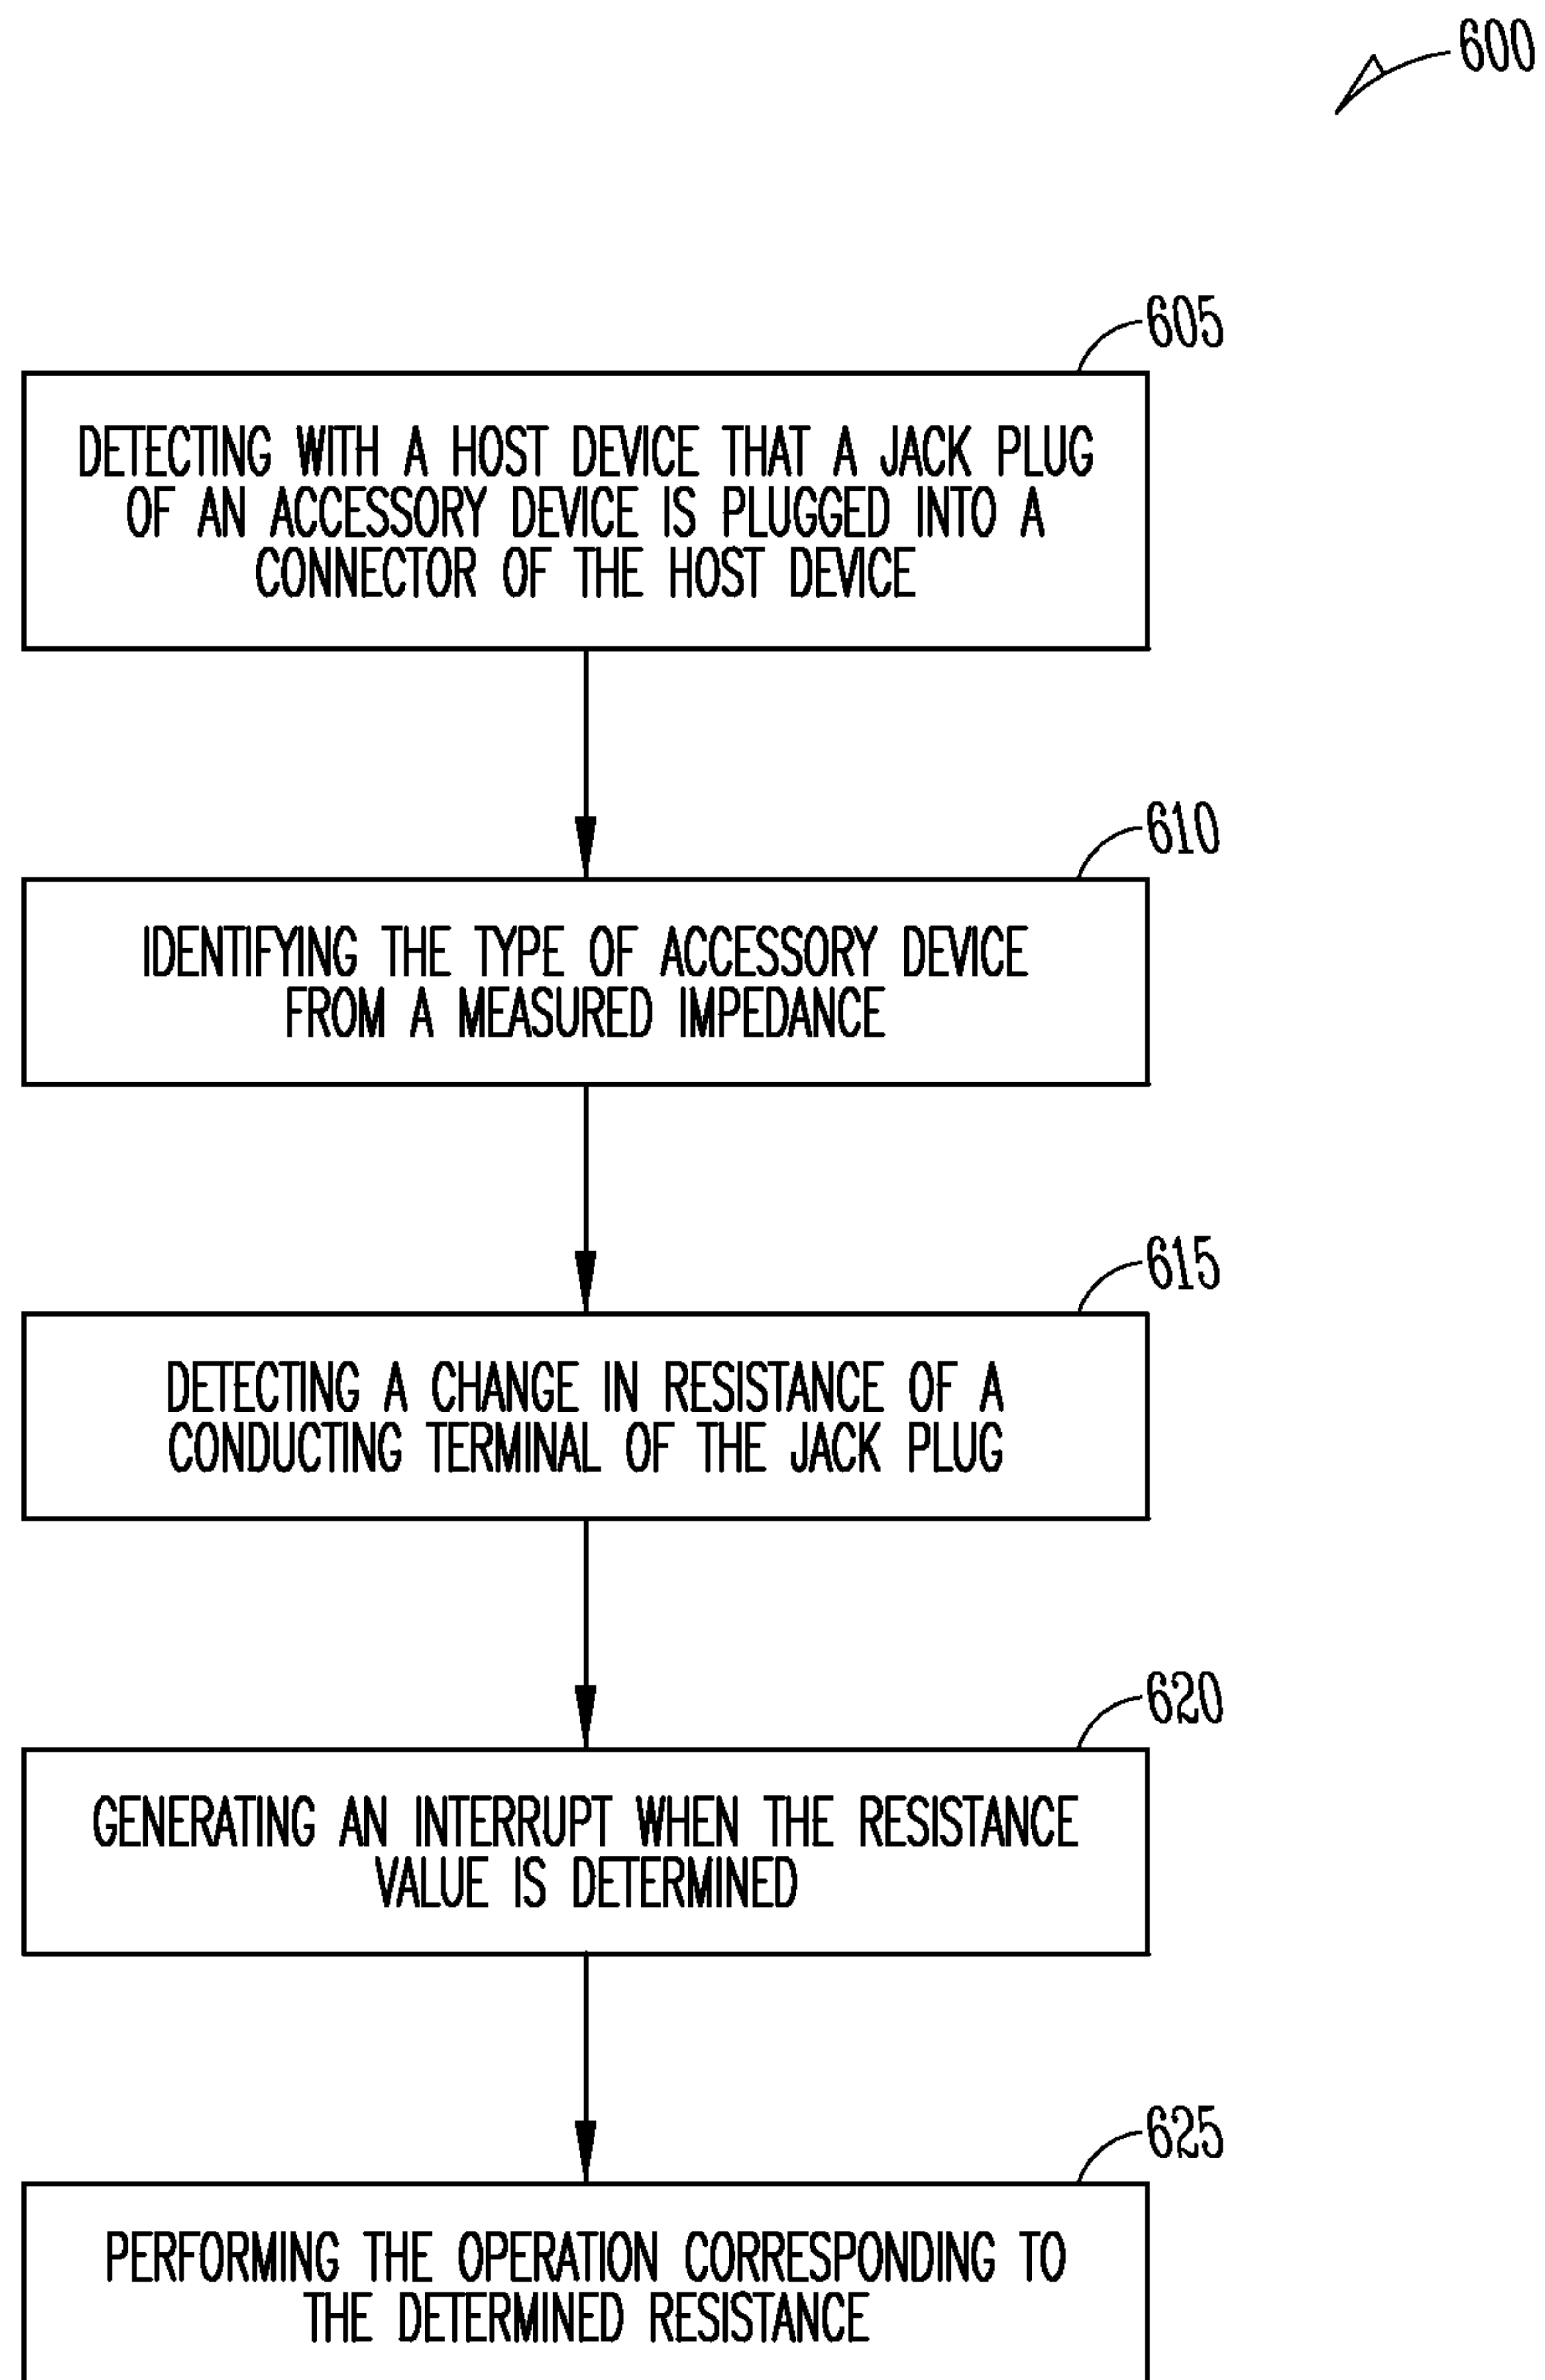 600
605
DETECTING WITH A HOST DEVICE THAT A JACK PLUG
OF AN ACCESSORY DEVICE IS PLUGGED INTO A
CONNECTOR OF THE HOST DEVICE
610
IDENTIFYING THE TYPE OF ACCESSORY DEVICE
FROM A MEASURED IMPEDANCE
615
DETECTING A CHANGE IN RESISTANCE OF A
CONDUCTING TERMINAL OF THE JACK PLUG
620
GENERATING AN INTERRUPT WHEN THE RESISTANCE
VALUE IS DETERMINED
625
PERFORMING THE OPERATION CORRESPONDING TO
THE DETERMINED RESISTANCE